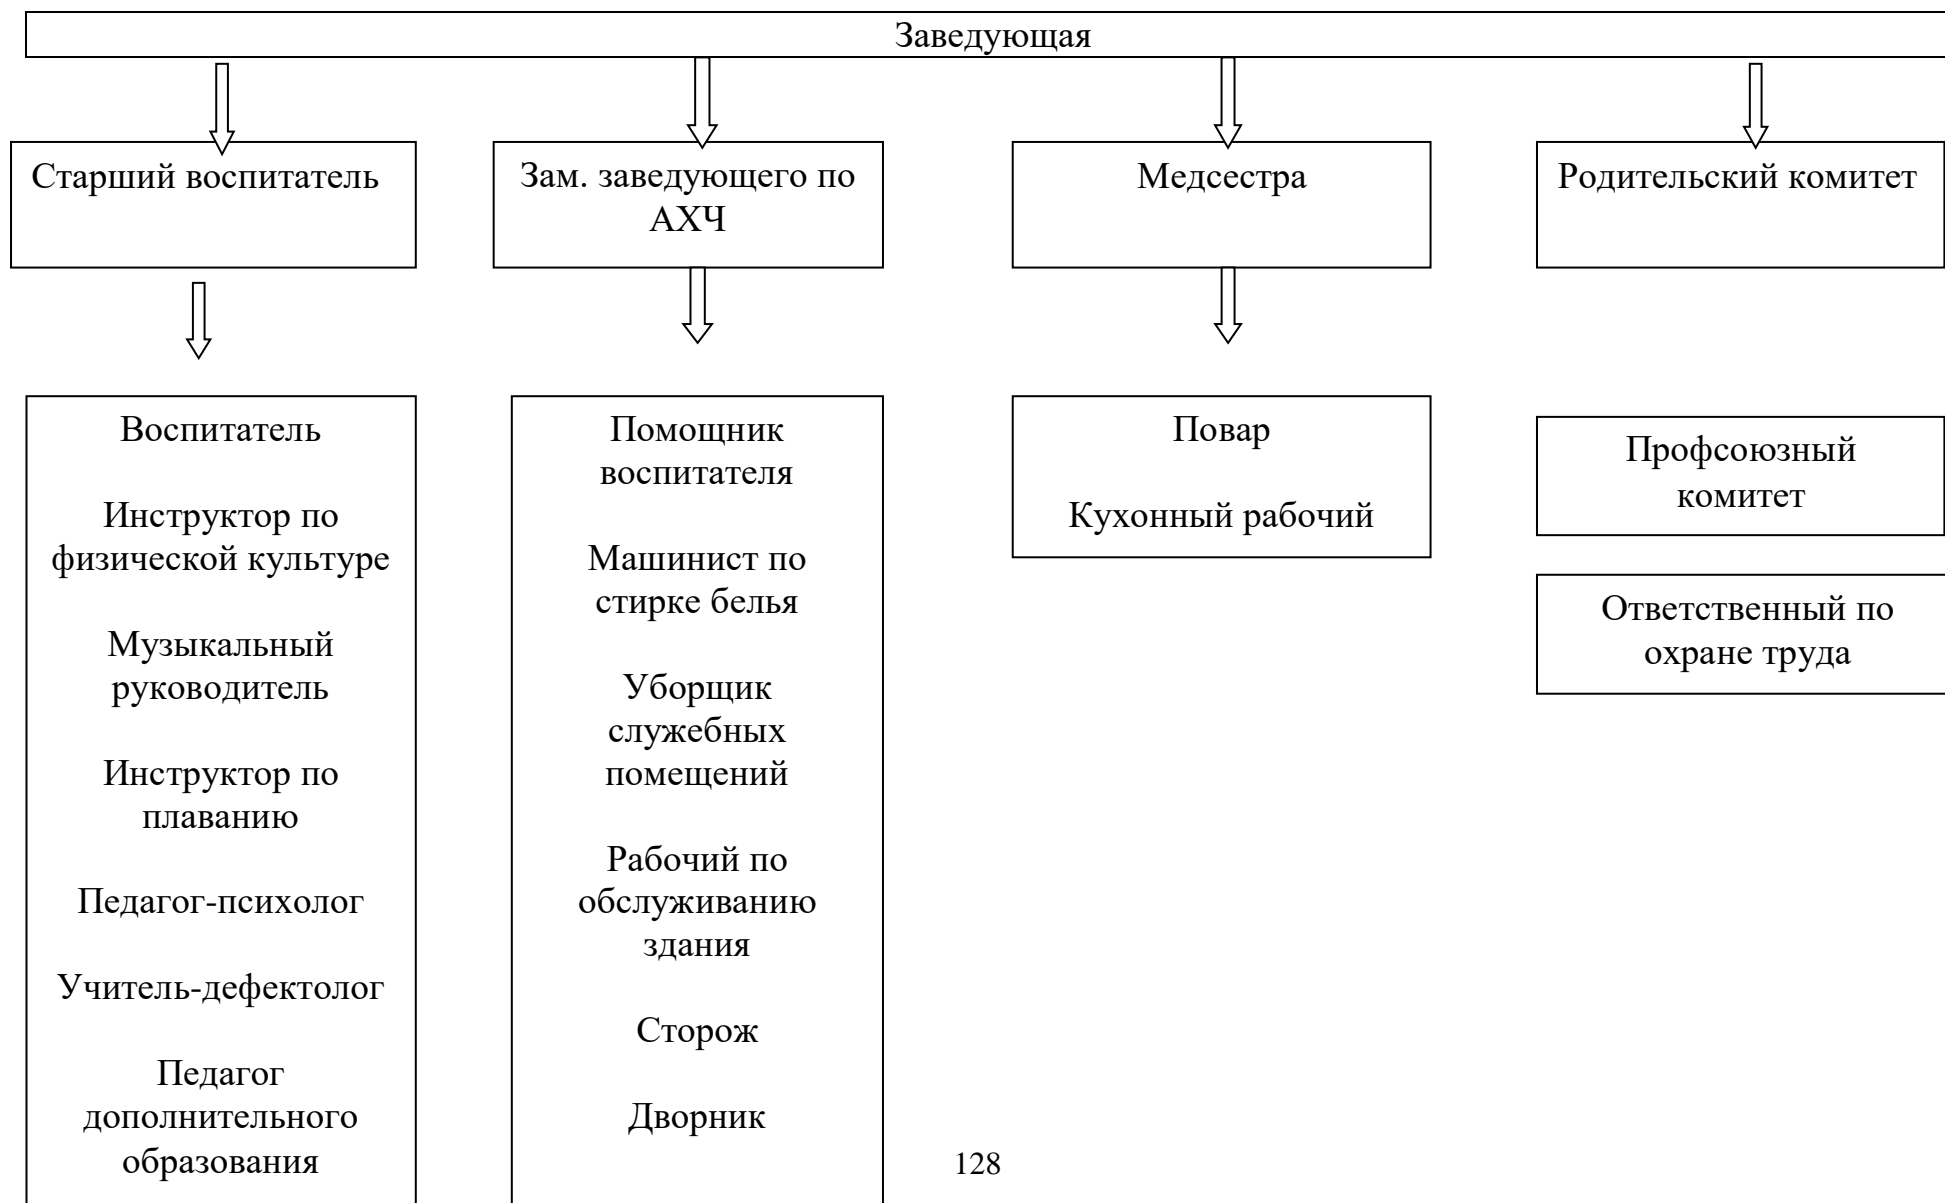 Заведующая
Старший воспитатель
Зам. заведующего по
АХЧ
Медсестра
Родительский комитет
Воспитатель
Инструктор по
физической культуре
Музыкальный
руководитель
Инструктор по
плаванию
Педагог-психолог
Учитель-дефектолог
Педагог
дополнительного
образования
Помощник
воспитателя
Машинист по
стирке белья
Уборщик
служебных
помещений
Рабочий по
обслуживанию
здания
Сторож
Дворник
Повар
Кухонный рабочий
Профсоюзный
комитет
Ответственный по
охране труда
128